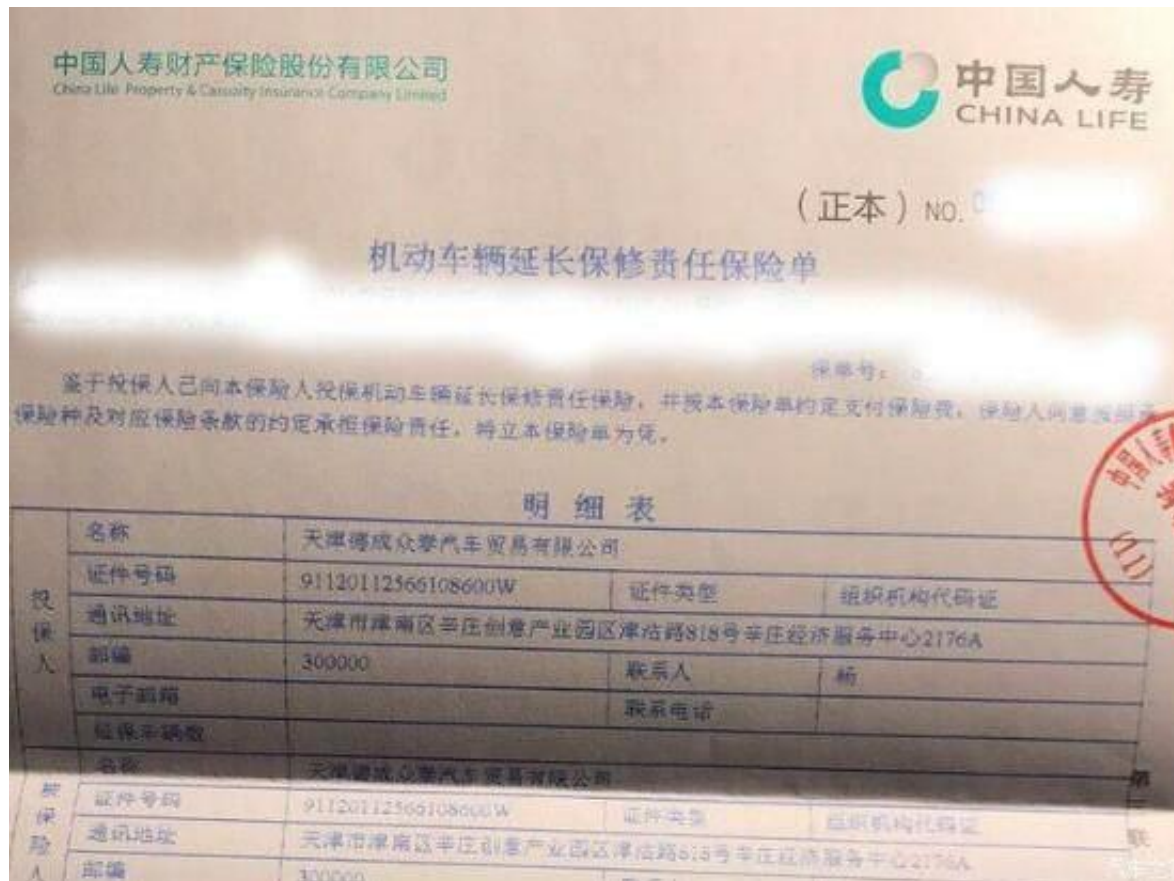 中国人寿财产保险股份有限公司
China Life Property & Casualty Insurance Company Limited
中国人寿
CHINA LIFE
（正本）NO.
机动车辆延长保修责任保险单
保单号：
鉴于投保人已向本保险人投保机动车辆延长保修责任保险，并按本保险单约定支付保险费，保险人同意按照承
保险种及对应保险条款的约定承担保险责任，特立本保险单为凭。
明细表
投保人
名称 天津德成众泰汽车贸易有限公司
证件号码 91120112566108600W 证件类型 组织机构代码证
通讯地址 天津市津南区辛庄创意产业园区津沽路818号辛庄经济服务中心2176A
邮编 300000 联系人 杨
电子邮箱 联系电话
延保车辆数
被保险人
名称 天津德成众泰汽车贸易有限公司
证件号码 91120112566108600W 证件类型 组织机构代码证
通讯地址 天津市津南区辛庄创意产业园区津沽路818号辛庄经济服务中心2176A
邮编 300000
第
联